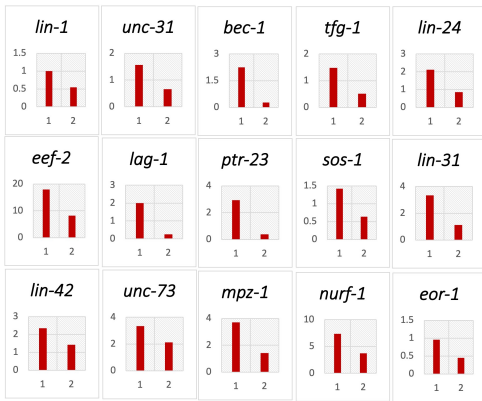 lin-1 unc-31 bec-1 tfg-1 lin-24
1.5 2 3 2 3
1 1 1.5 1 2
0.5 1
0 0 0 0 0
1 2 1 2 1 2 1 2 1 2
eef-2 lag-1 ptr-23 sos-1 lin-31
20 3 4 1.5 4
10 2 2 1 2
1 0.5
0 0 0 0 0
1 2 1 2 1 2 1 2 1 2
lin-42 unc-73 mpz-1 nurf-1 eor-1
3 4 4 10 1.5
2 2 2 5 1
1 0.5
0 0 0 0 0
1 2 1 2 1 2 1 2 1 2